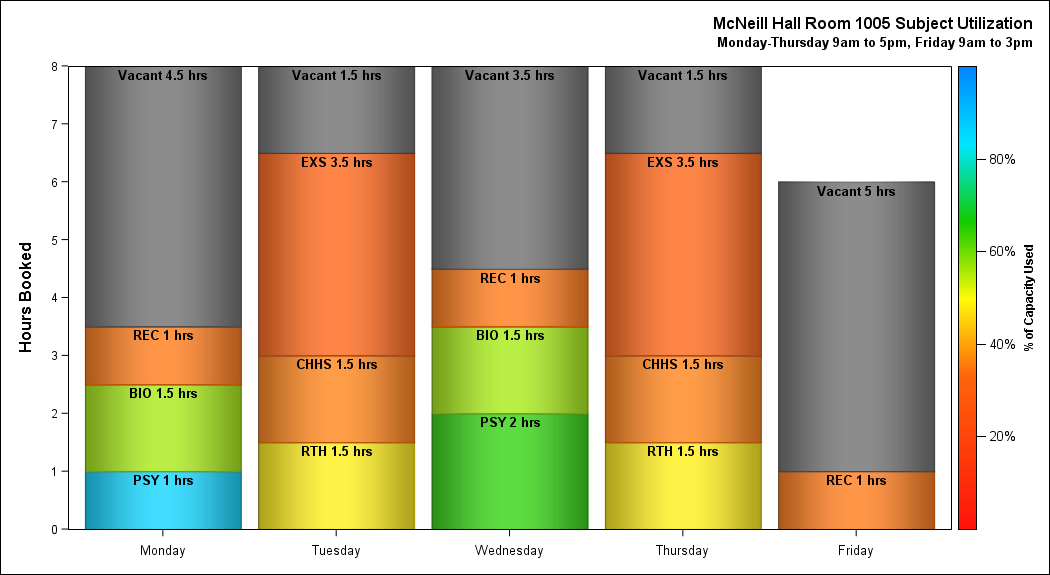 McNeill Hall Room 1005 Subject Utilization
Monday-Thursday 9am to 5pm, Friday 9am to 3pm
Hours Booked
8
7
6
5
4
3
2
1
0
Vacant 4.5 hrs
REC 1 hrs
BIO 1.5 hrs
PSY 1 hrs
Vacant 1.5 hrs
EXS 3.5 hrs
CHHS 1.5 hrs
RTH 1.5 hrs
Vacant 3.5 hrs
REC 1 hrs
BIO 1.5 hrs
PSY 2 hrs
Vacant 1.5 hrs
EXS 3.5 hrs
CHHS 1.5 hrs
RTH 1.5 hrs
Vacant 5 hrs
REC 1 hrs
Monday
Tuesday
Wednesday
Thursday
Friday
80%
60%
40%
20%
% of Capacity Used